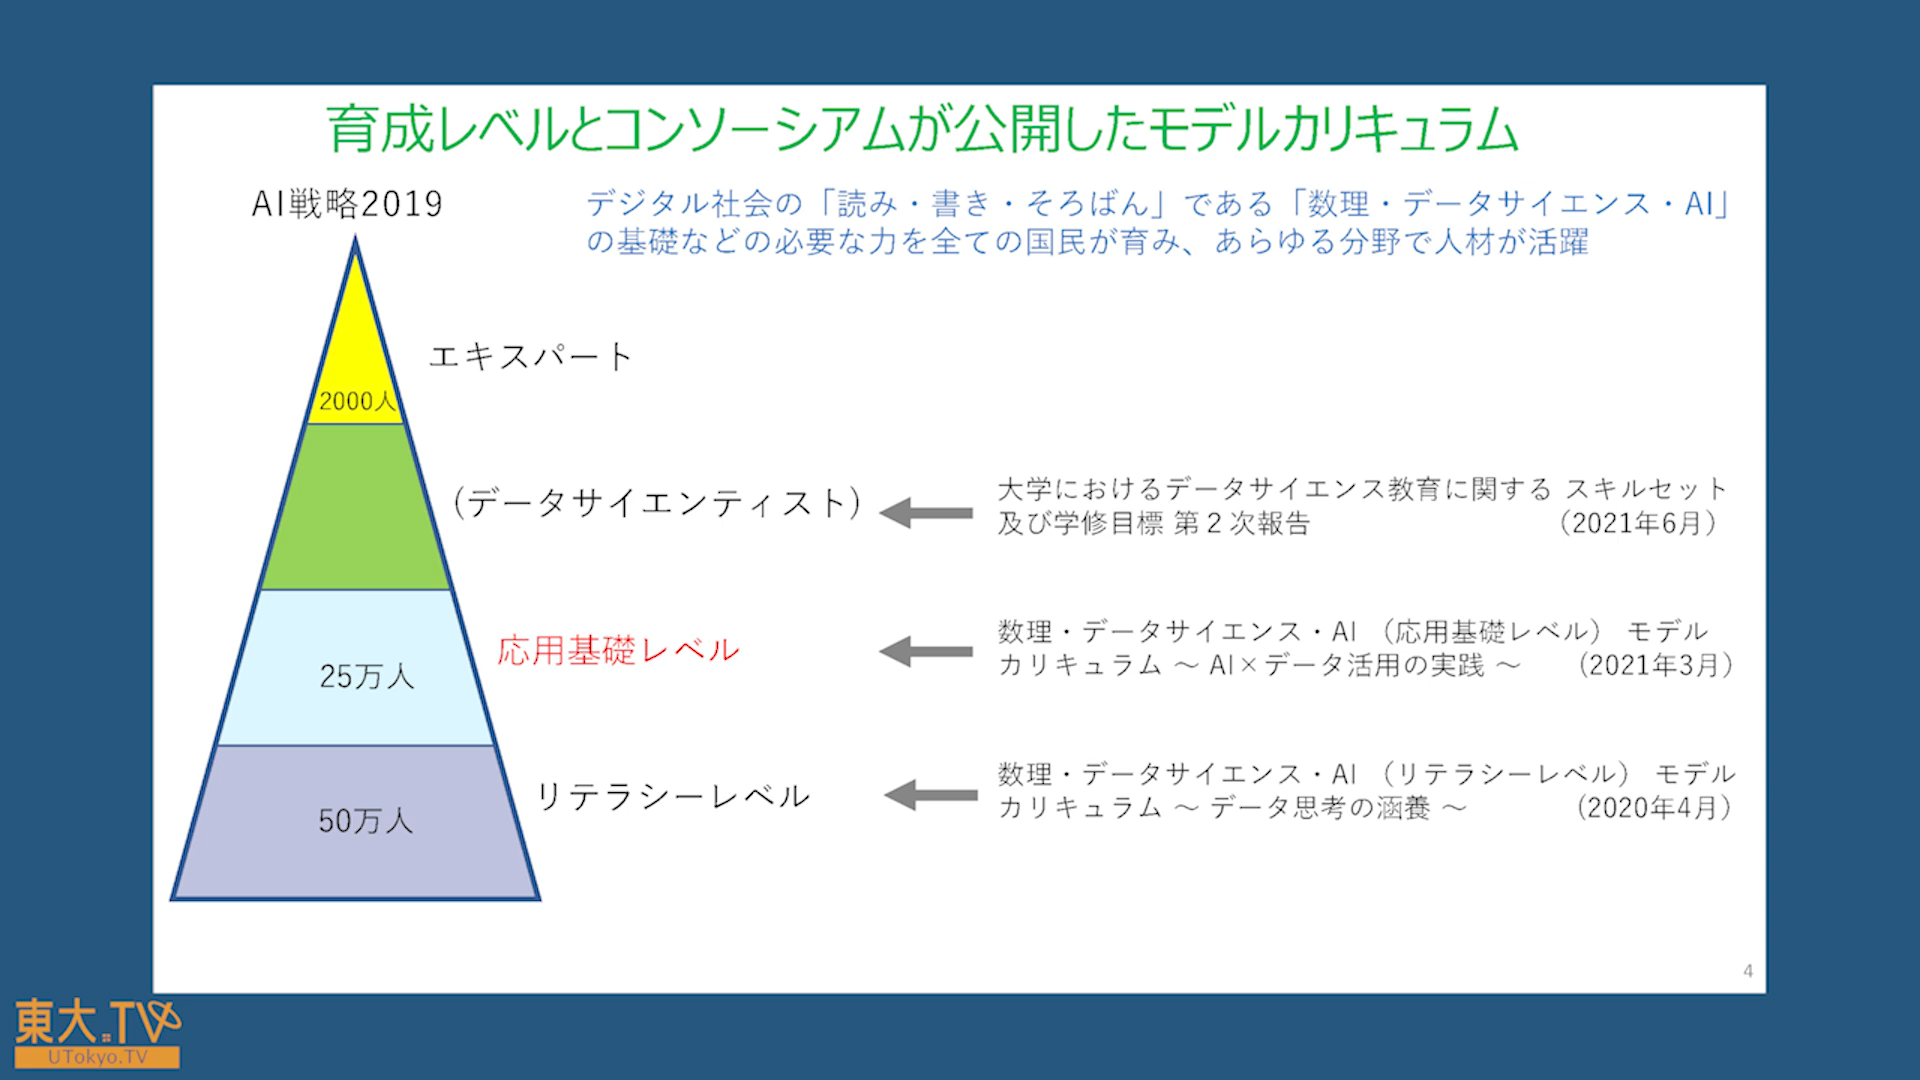 育成レベルとコンソーシアムが公開したモデルカリキュラム
AI戦略2019
デジタル社会の「読み・書き・そろばん」である「数理・データサイエンス・AI」
の基礎などの必要な力を全ての国民が育み、あらゆる分野で人材が活躍
エキスパート
2000人
（データサイエンティスト）
大学におけるデータサイエンス教育に関する スキルセット
及び学修目標 第２次報告 （2021年6月）
応用基礎レベル
25万人
数理・データサイエンス・AI （応用基礎レベル） モデル
カリキュラム ～ AI×データ活用の実践 ～ （2021年3月）
リテラシーレベル
50万人
数理・データサイエンス・AI （リテラシーレベル） モデル
カリキュラム ～ データ思考の涵養 ～ （2020年4月）
4
東大.TV
UTokyo.TV